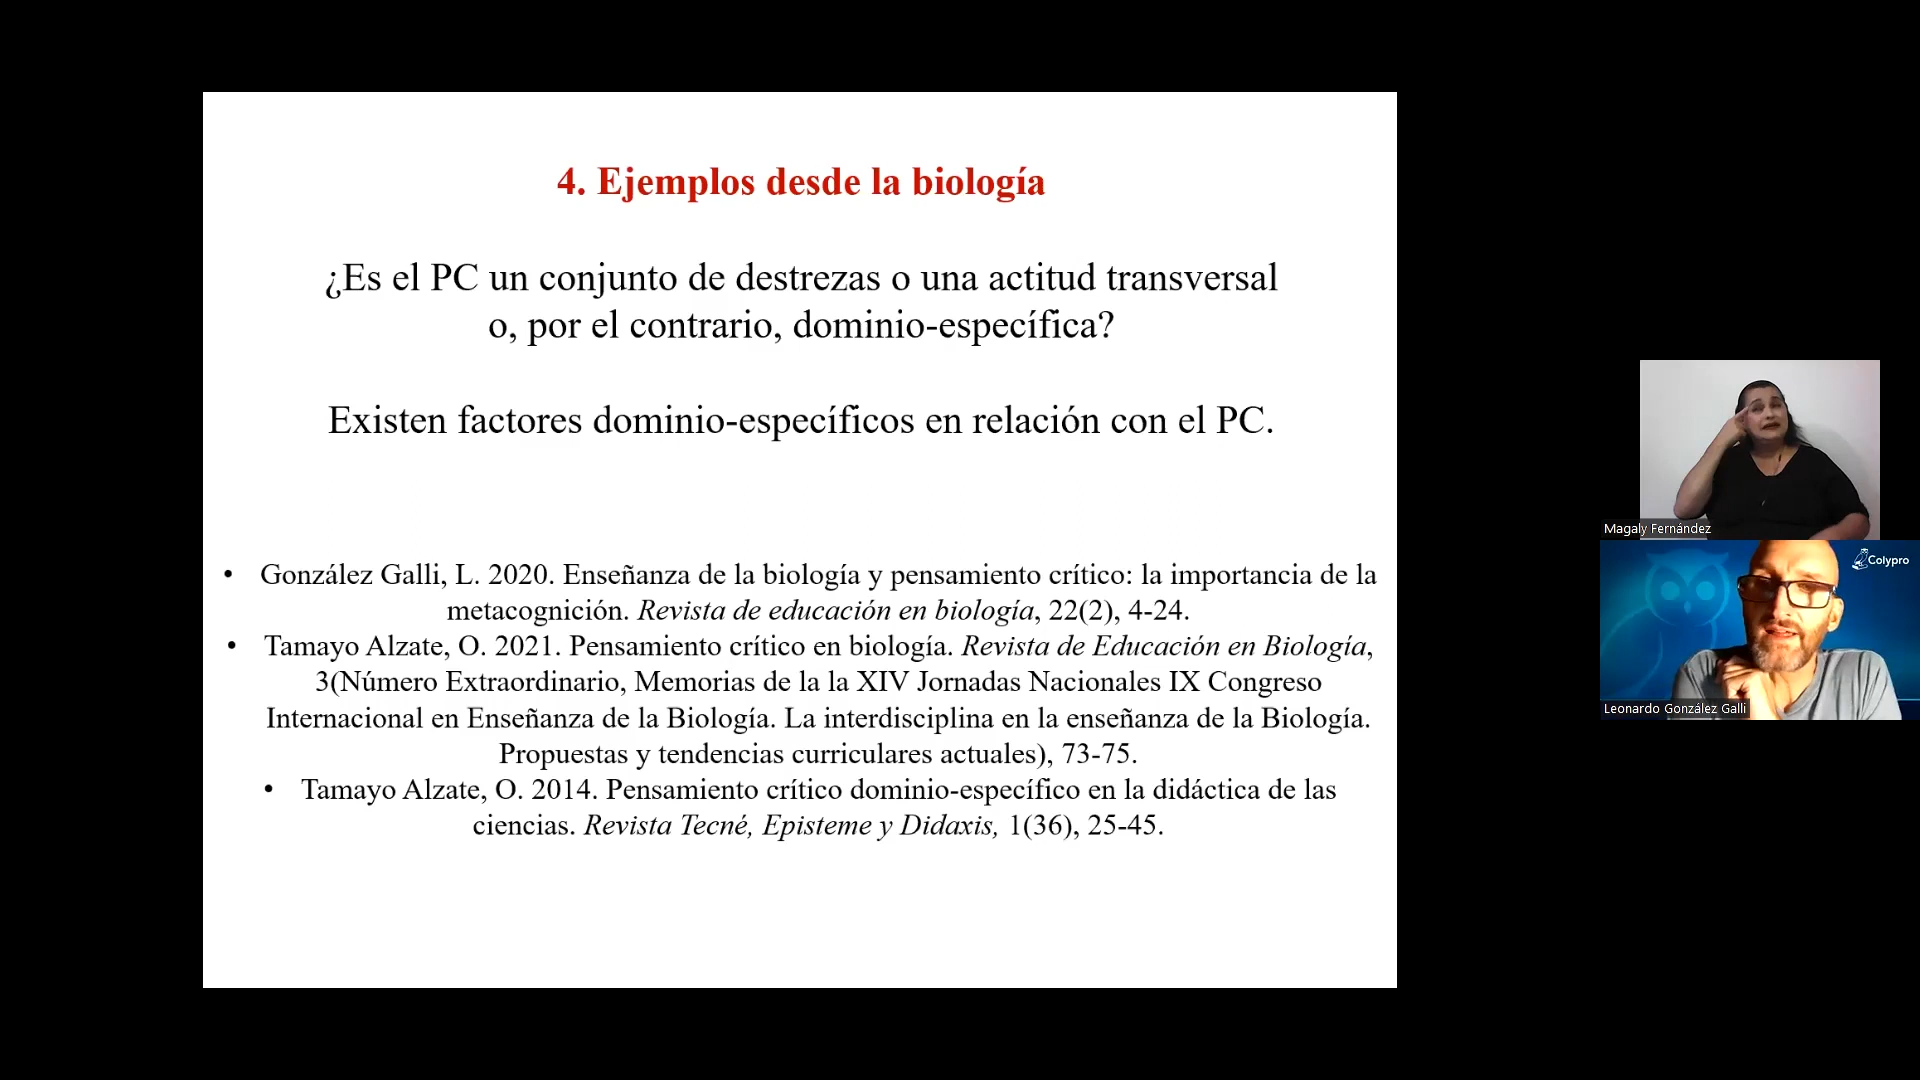 4. Ejemplos desde la biología
¿Es el PC un conjunto de destrezas o una actitud transversal
o, por el contrario, dominio-específica?
Existen factores dominio-específicos en relación con el PC.
• González Galli, L. 2020. Enseñanza de la biología y pensamiento crítico: la importancia de la
metacognición. Revista de educación en biología, 22(2), 4-24.
• Tamayo Alzate, O. 2021. Pensamiento crítico en biología. Revista de Educación en Biología,
3(Número Extraordinario, Memorias de la la XIV Jornadas Nacionales IX Congreso
Internacional en Enseñanza de la Biología. La interdisciplina en la enseñanza de la Biología.
Propuestas y tendencias curriculares actuales), 73-75.
• Tamayo Alzate, O. 2014. Pensamiento crítico dominio-específico en la didáctica de las
ciencias. Revista Tecné, Episteme y Didaxis, 1(36), 25-45.
Magaly Fernández
Colypro
Leonardo González Galli